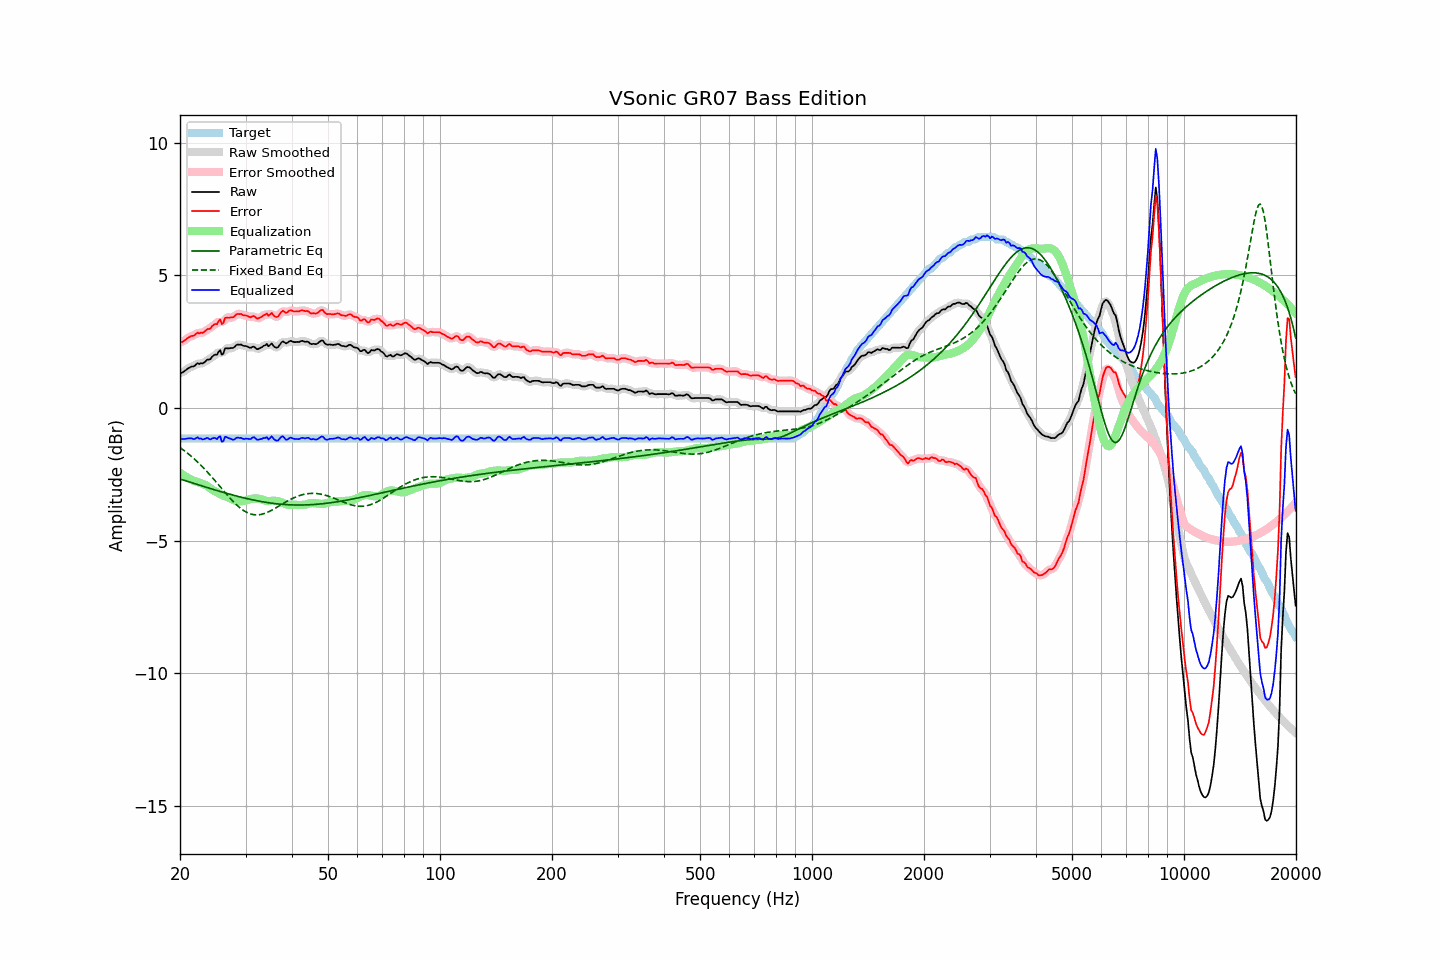 VSonic GR07 Bass Edition
Target
Raw Smoothed
Error Smoothed
Raw
Error
Equalization
Parametric Eq
Fixed Band Eq
Equalized
10
5
0
−5
−10
−15
Amplitude (dBr)
20 50 100 200 500 1000 2000 5000 10000 20000
Frequency (Hz)